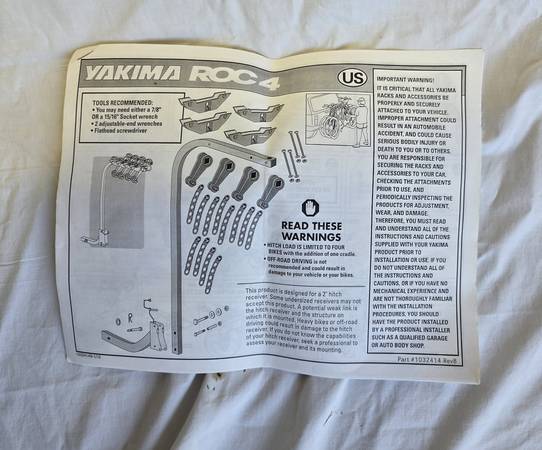 YAKIMA ROC 4
US
TOOLS RECOMMENDED:
• You may need either a 7/8"
OR a 15/16" Socket wrench
• 2 adjustable-end wrenches
• Flathead screwdriver
READ THESE
WARNINGS
• HITCH LOAD IS LIMITED TO FOUR
BIKES with the addition of one cradle.
• OFF-ROAD DRIVING is not
recommended and could result in
damage to your vehicle or your bikes.
This product is designed for a 2" hitch
receiver. Some undersized receivers may not
accept this product. A potential weak link is
the hitch receiver and the structure on
which it is mounted. Heavy bikes or off-road
driving could result in damage to the hitch
receiver. If you do not know the capabilities
of your hitch receiver, seek a professional to
assess your receiver and its mounting.
IMPORTANT WARNING!
IT IS CRITICAL THAT ALL YAKIMA
RACKS AND ACCESSORIES BE
PROPERLY AND SECURELY
ATTACHED TO YOUR VEHICLE.
IMPROPER ATTACHMENT COULD
RESULT IN AN AUTOMOBILE
ACCIDENT, AND COULD CAUSE
SERIOUS BODILY INJURY OR
DEATH TO YOU OR TO OTHERS.
YOU ARE RESPONSIBLE FOR
SECURING THE RACKS AND
ACCESSORIES TO YOUR CAR,
CHECKING THE ATTACHMENTS
PRIOR TO USE, AND
PERIODICALLY INSPECTING THE
PRODUCTS FOR ADJUSTMENT,
WEAR, AND DAMAGE.
THEREFORE, YOU MUST READ
AND UNDERSTAND ALL OF THE
INSTRUCTIONS AND CAUTIONS
SUPPLIED WITH YOUR YAKIMA
PRODUCT PRIOR TO
INSTALLATION OR USE. IF YOU
DO NOT UNDERSTAND ALL OF
THE INSTRUCTIONS AND
CAUTIONS, OR IF YOU HAVE NO
MECHANICAL EXPERIENCE AND
ARE NOT THOROUGHLY FAMILIAR
WITH THE INSTALLATION
PROCEDURES, YOU SHOULD
HAVE THE PRODUCT INSTALLED
BY A PROFESSIONAL INSTALLER
SUCH AS A QUALIFIED GARAGE
OR AUTO BODY SHOP.
Part #1032414 RevB